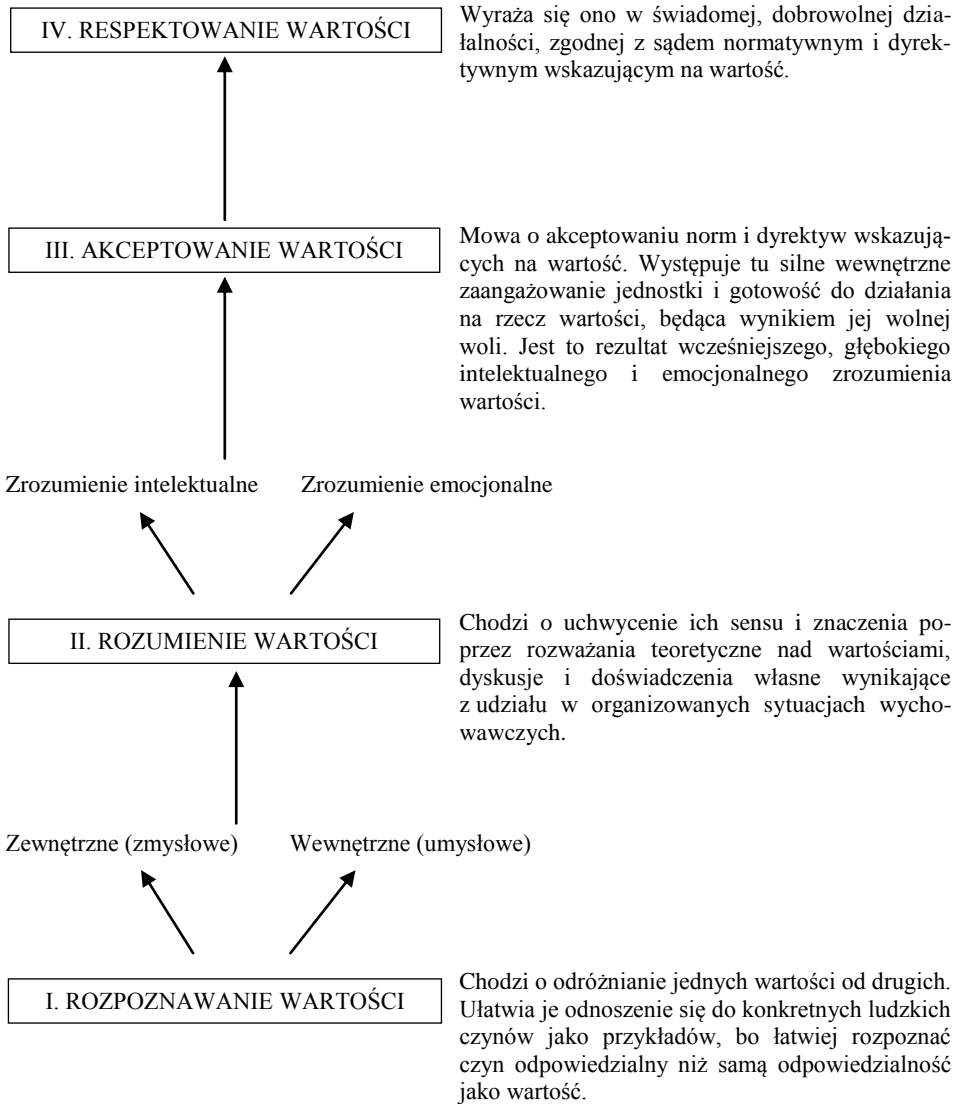 IV. RESPEKTOWANIE WARTOŚCI
Wyraża się ono w świadomej, dobrowolnej dzia-
łalności, zgodnej z sądem normatywnym i dyrek-
tywnym wskazującym na wartość.
III. AKCEPTOWANIE WARTOŚCI
Mowa o akceptowaniu norm i dyrektyw wskazują-
cych na wartość. Występuje tu silne wewnętrzne
zaangażowanie jednostki i gotowość do działania
na rzecz wartości, będąca wynikiem jej wolnej
woli. Jest to rezultat wcześniejszego, głębokiego
intelektualnego i emocjonalnego zrozumienia
wartości.
Zrozumienie intelektualne Zrozumienie emocjonalne
II. ROZUMIENIE WARTOŚCI
Chodzi o uchwycenie ich sensu i znaczenia po-
przez rozważania teoretyczne nad wartościami,
dyskusje i doświadczenia własne wynikające
z udziału w organizowanych sytuacjach wycho-
wawczych.
Zewnętrzne (zmysłowe) Wewnętrzne (umysłowe)
I. ROZPOZNAWANIE WARTOŚCI
Chodzi o odróżnianie jednych wartości od drugich.
Ułatwia je odnoszenie się do konkretnych ludzkich
czynów jako przykładów, bo łatwiej rozpoznać
czyn odpowiedzialny niż samą odpowiedzialność
jako wartość.